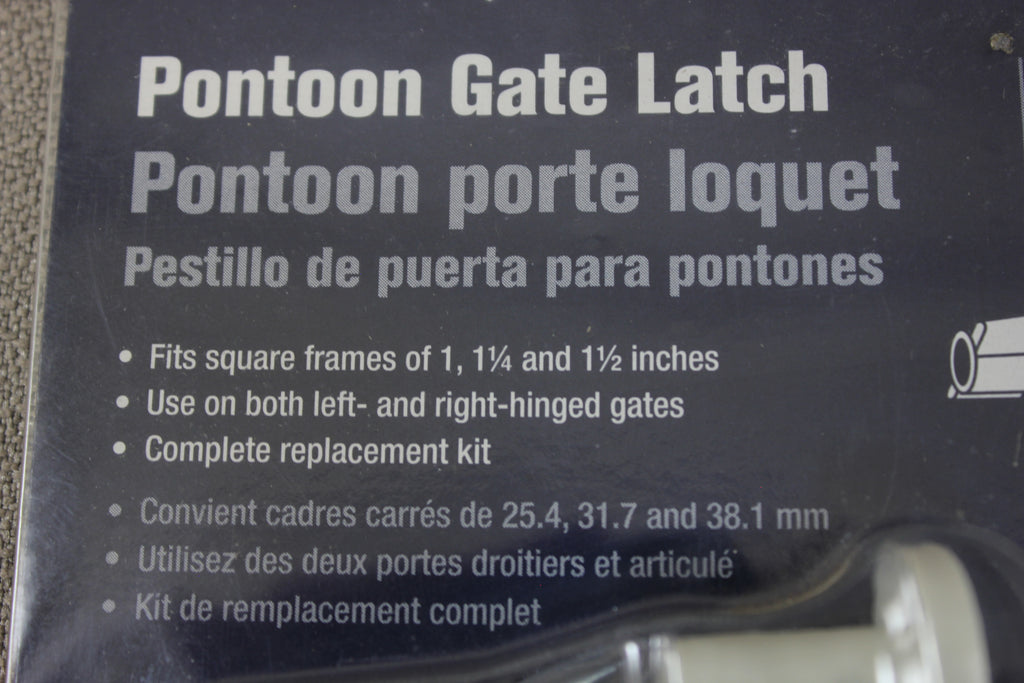 Pontoon Gate Latch
Pontoon porte loquet
Pestillo de puerta para pontones
• Fits square frames of 1, 1¼ and 1½ inches
• Use on both left- and right-hinged gates
• Complete replacement kit
• Convient cadres carrés de 25.4, 31.7 and 38.1 mm
• Utilisez des deux portes droitiers et articulé
• Kit de remplacement complet